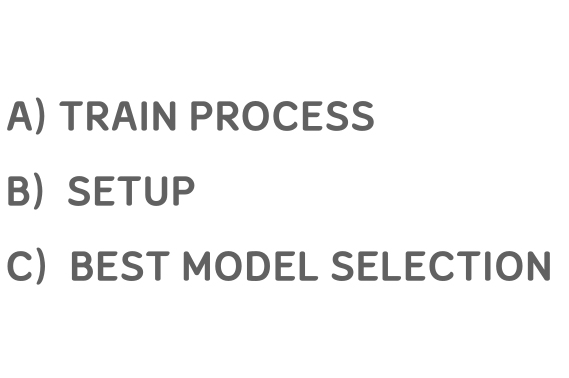 A) TRAIN PROCESS
B) SETUP
C) BEST MODEL SELECTION